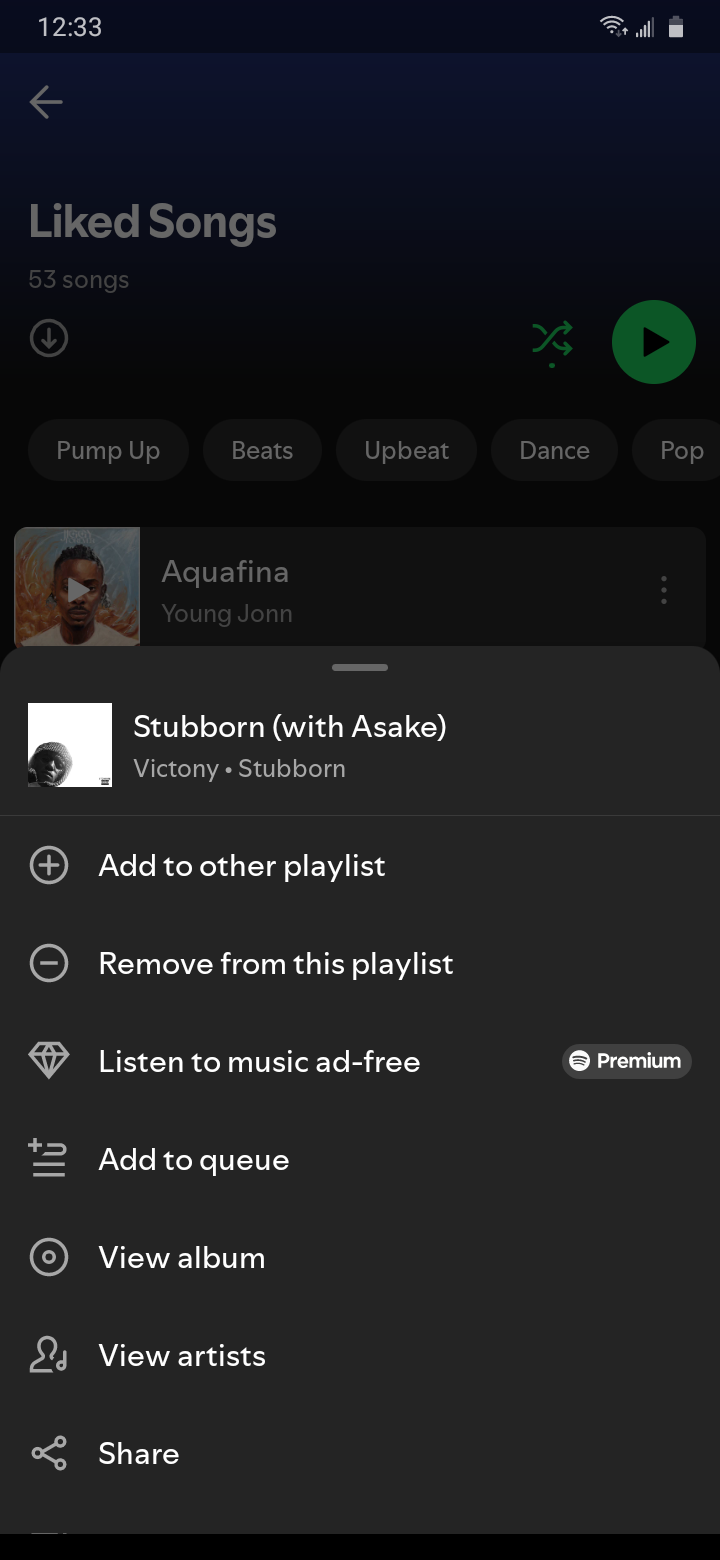 12:33
Liked Songs
53 songs
Pump Up
Beats
Upbeat
Dance
Pop
Aquafina
Young Jonn
Stubborn (with Asake)
Victony • Stubborn
Add to other playlist
Remove from this playlist
Listen to music ad-free
Premium
Add to queue
View album
View artists
Share